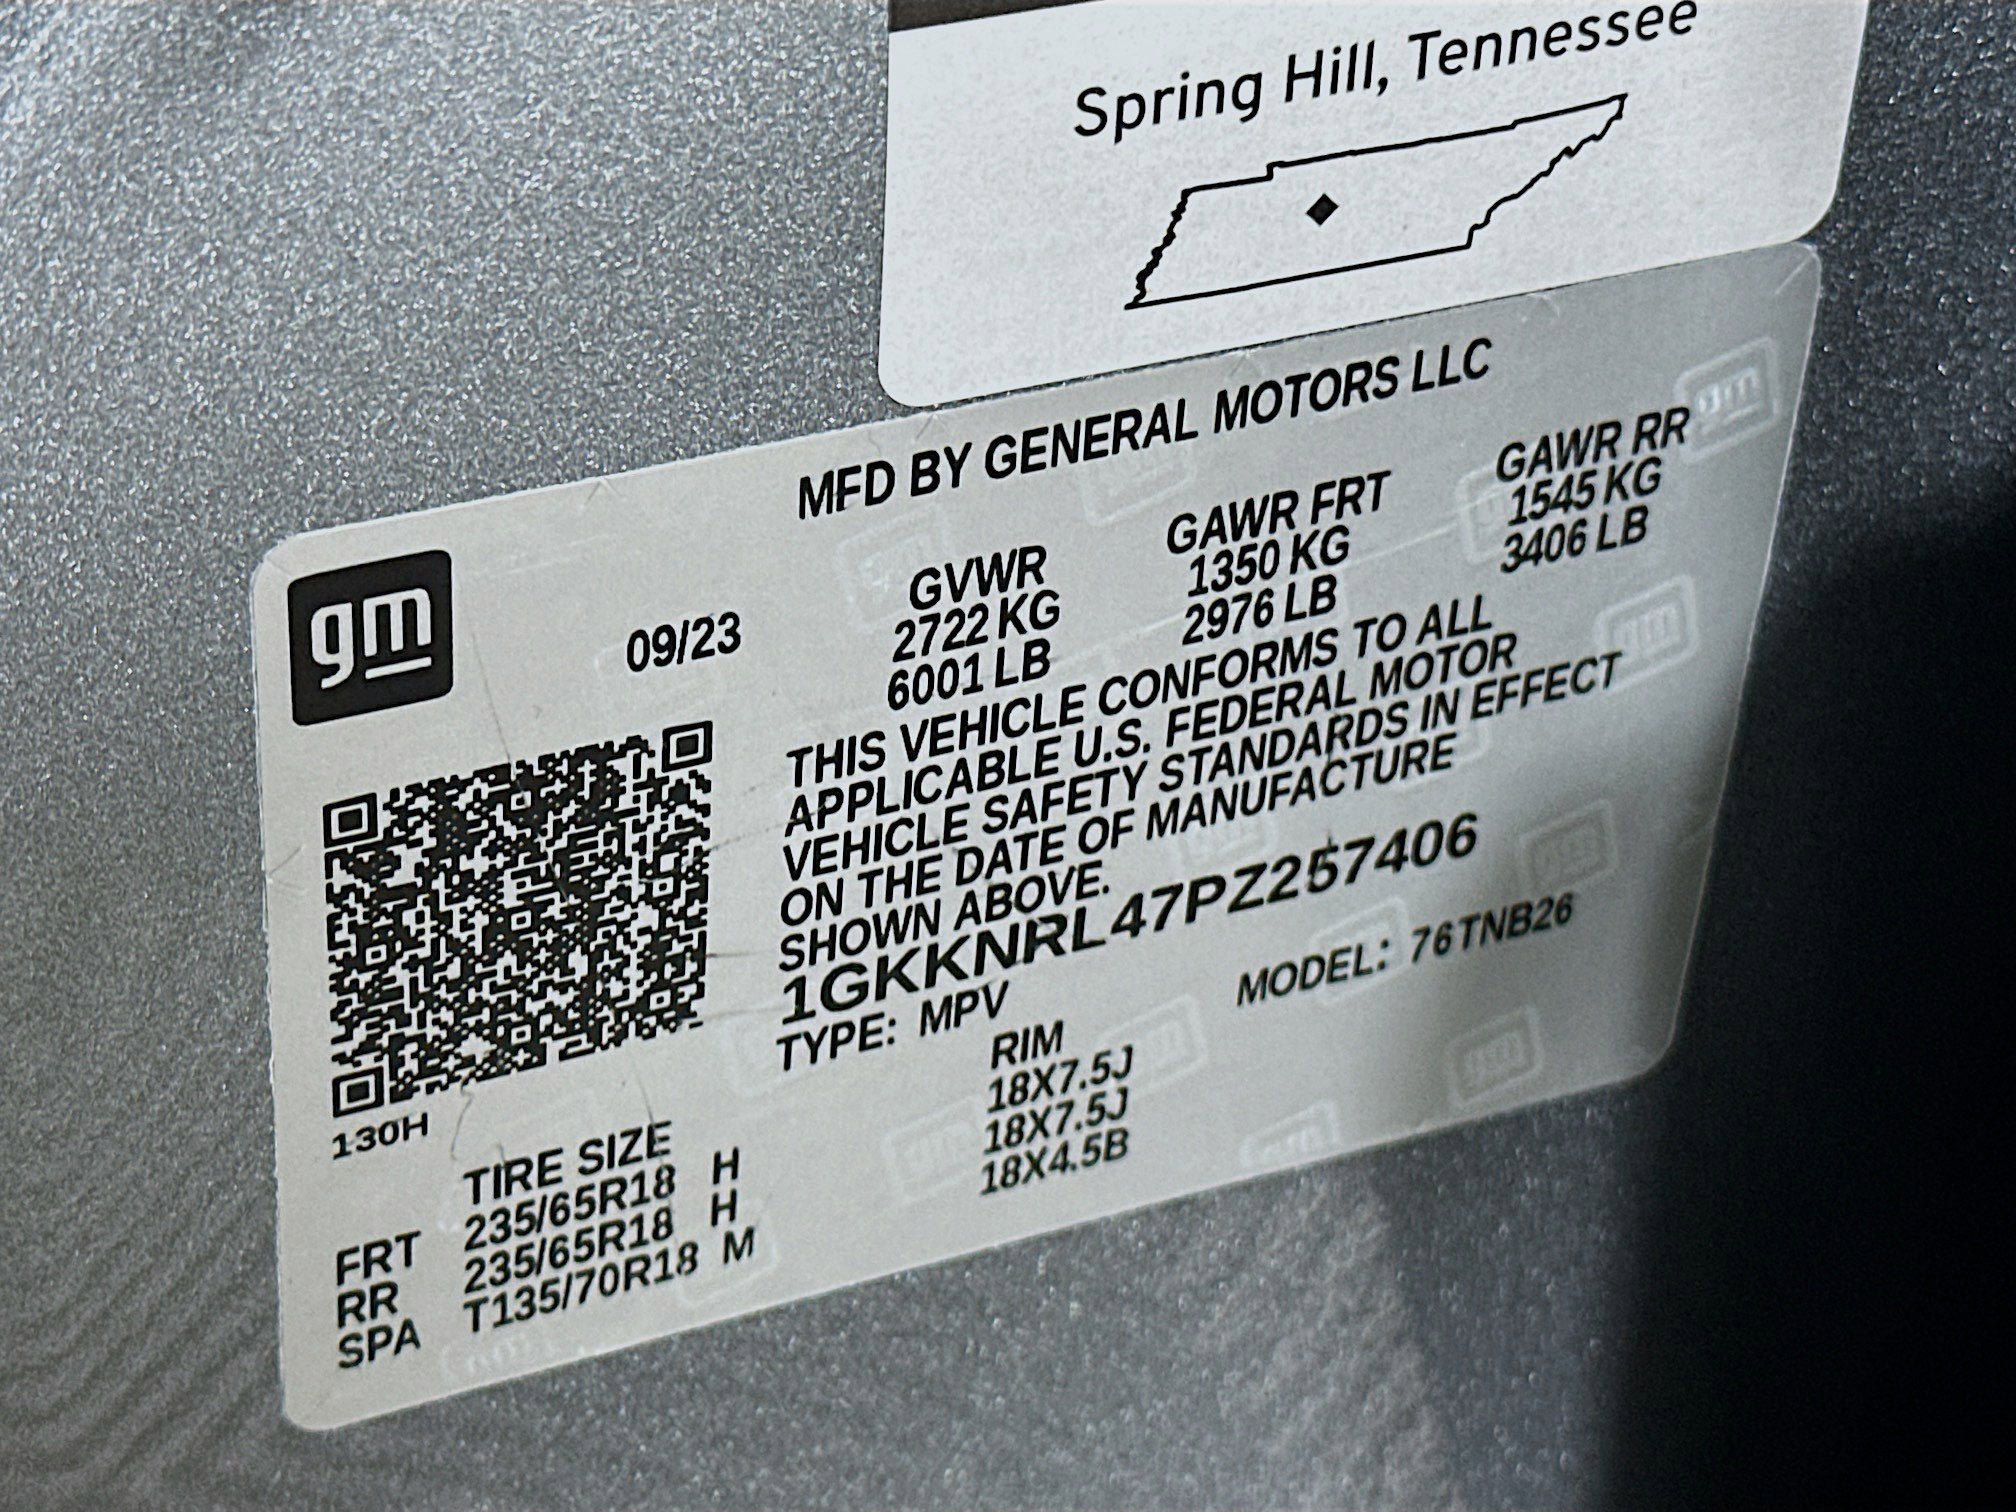 Spring Hill, Tennessee
MFD BY GENERAL MOTORS LLC
gm
09/23
GVWR GAWR FRT GAWR RR
2722 KG 1350 KG 1545 KG
6001 LB 2976 LB 3406 LB
THIS VEHICLE CONFORMS TO ALL
APPLICABLE U.S. FEDERAL MOTOR
VEHICLE SAFETY STANDARDS IN EFFECT
ON THE DATE OF MANUFACTURE
SHOWN ABOVE.
1GKKNRL47PZ257406
TYPE: MPV MODEL: 76TNB26
130H
TIRE SIZE RIM
FRT 235/65R18 H 18X7.5J
RR 235/65R18 H 18X7.5J
SPA T135/70R18 M 18X4.5B